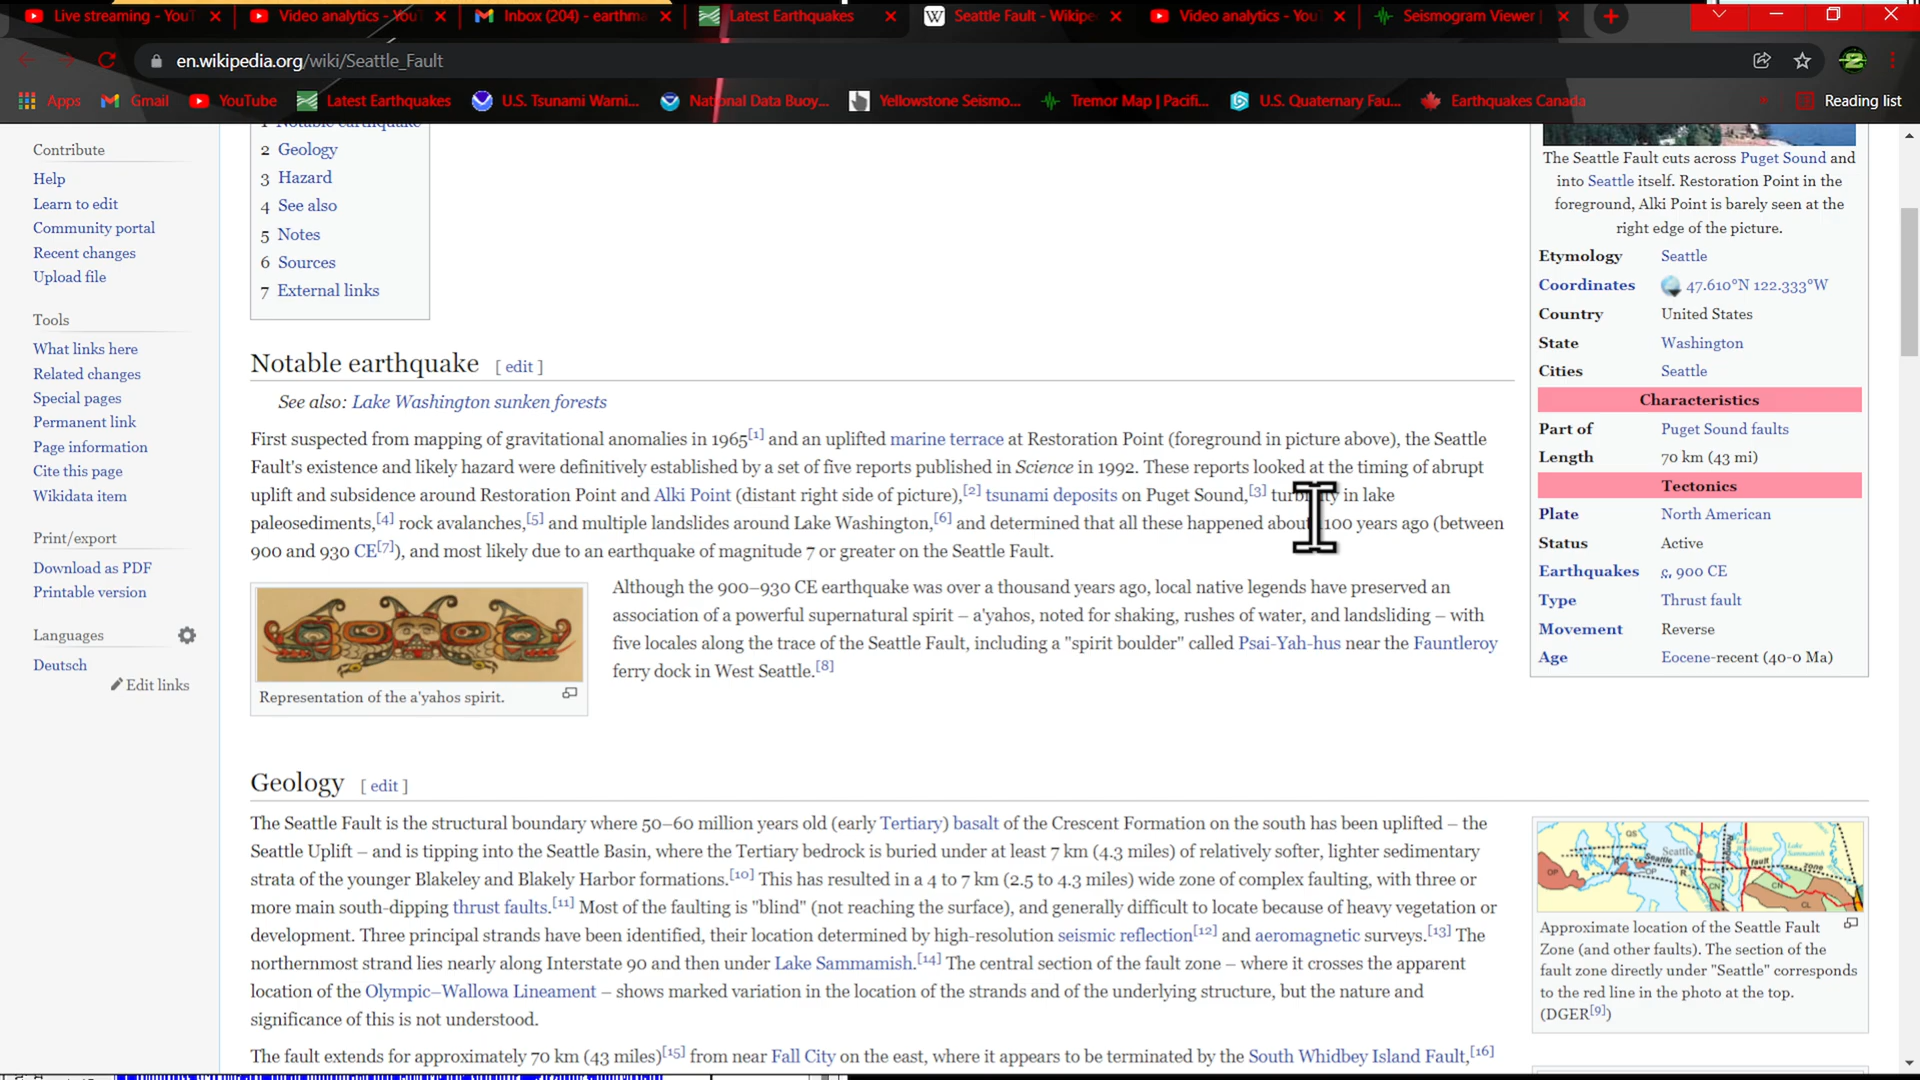 Live streaming - YouT
Video analytics - YouT
Inbox (204) - earthma
Latest Earthquakes
Seattle Fault - Wikipe
Video analytics - YouT
Seismogram Viewer |
en.wikipedia.org/wiki/Seattle_Fault
Apps
Gmail
YouTube
Latest Earthquakes
U.S. Tsunami Warni...
National Data Buoy...
Yellowstone Seismo...
Tremor Map | Pacifi...
U.S. Quaternary Fau...
Earthquakes Canada
Reading list
Contribute
Help
Learn to edit
Community portal
Recent changes
Upload file
Tools
What links here
Related changes
Special pages
Permanent link
Page information
Cite this page
Wikidata item
Print/export
Download as PDF
Printable version
Languages
Deutsch
Edit links
1 Notable earthquake
2 Geology
3 Hazard
4 See also
5 Notes
6 Sources
7 External links
Notable earthquake [ edit ]
See also: Lake Washington sunken forests
First suspected from mapping of gravitational anomalies in 1965[1] and an uplifted marine terrace at Restoration Point (foreground in picture above), the Seattle
Fault's existence and likely hazard were definitively established by a set of five reports published in Science in 1992. These reports looked at the timing of abrupt
uplift and subsidence around Restoration Point and Alki Point (distant right side of picture),[2] tsunami deposits on Puget Sound,[3] turbidity in lake
paleosediments,[4] rock avalanches,[5] and multiple landslides around Lake Washington,[6] and determined that all these happened about 1100 years ago (between
900 and 930 CE[7]), and most likely due to an earthquake of magnitude 7 or greater on the Seattle Fault.
Although the 900–930 CE earthquake was over a thousand years ago, local native legends have preserved an
association of a powerful supernatural spirit – a'yahos, noted for shaking, rushes of water, and landsliding – with
five locales along the trace of the Seattle Fault, including a "spirit boulder" called Psai-Yah-hus near the Fauntleroy
ferry dock in West Seattle.[8]
Representation of the a'yahos spirit.
Geology [ edit ]
The Seattle Fault is the structural boundary where 50–60 million years old (early Tertiary) basalt of the Crescent Formation on the south has been uplifted – the
Seattle Uplift – and is tipping into the Seattle Basin, where the Tertiary bedrock is buried under at least 7 km (4.3 miles) of relatively softer, lighter sedimentary
strata of the younger Blakeley and Blakely Harbor formations.[10] This has resulted in a 4 to 7 km (2.5 to 4.3 miles) wide zone of complex faulting, with three or
more main south-dipping thrust faults.[11] Most of the faulting is "blind" (not reaching the surface), and generally difficult to locate because of heavy vegetation or
development. Three principal strands have been identified, their location determined by high-resolution seismic reflection[12] and aeromagnetic surveys.[13] The
northernmost strand lies nearly along Interstate 90 and then under Lake Sammamish.[14] The central section of the fault zone – where it crosses the apparent
location of the Olympic–Wallowa Lineament – shows marked variation in the location of the strands and of the underlying structure, but the nature and
significance of this is not understood.
The fault extends for approximately 70 km (43 miles)[15] from near Fall City on the east, where it appears to be terminated by the South Whidbey Island Fault,[16]
The Seattle Fault cuts across Puget Sound and
into Seattle itself. Restoration Point in the
foreground, Alki Point is barely seen at the
right edge of the picture.
Etymology Seattle
Coordinates 47.610°N 122.333°W
Country United States
State Washington
Cities Seattle
Characteristics
Part of Puget Sound faults
Length 70 km (43 mi)
Tectonics
Plate North American
Status Active
Earthquakes c. 900 CE
Type Thrust fault
Movement Reverse
Age Eocene-recent (40-0 Ma)
QS
Seattle
Lake Sammamish
Seattle
fault
OP
OP
R
CN
CN
CL
Approximate location of the Seattle Fault
Zone (and other faults). The section of the
fault zone directly under "Seattle" corresponds
to the red line in the photo at the top.
(DGER[9])